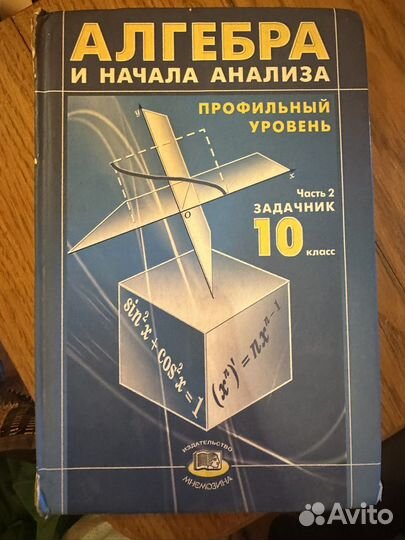 АЛГЕБРА
И НАЧАЛА АНАЛИЗА
ПРОФИЛЬНЫЙ
УРОВЕНЬ
y
x
O
Часть 2
ЗАДАЧНИК
10 класс
sin²x + cos²x = 1
(xⁿ)′ = nxⁿ⁻¹
ИЗДАТЕЛЬСТВО
МНЕМОЗИНА
Avito